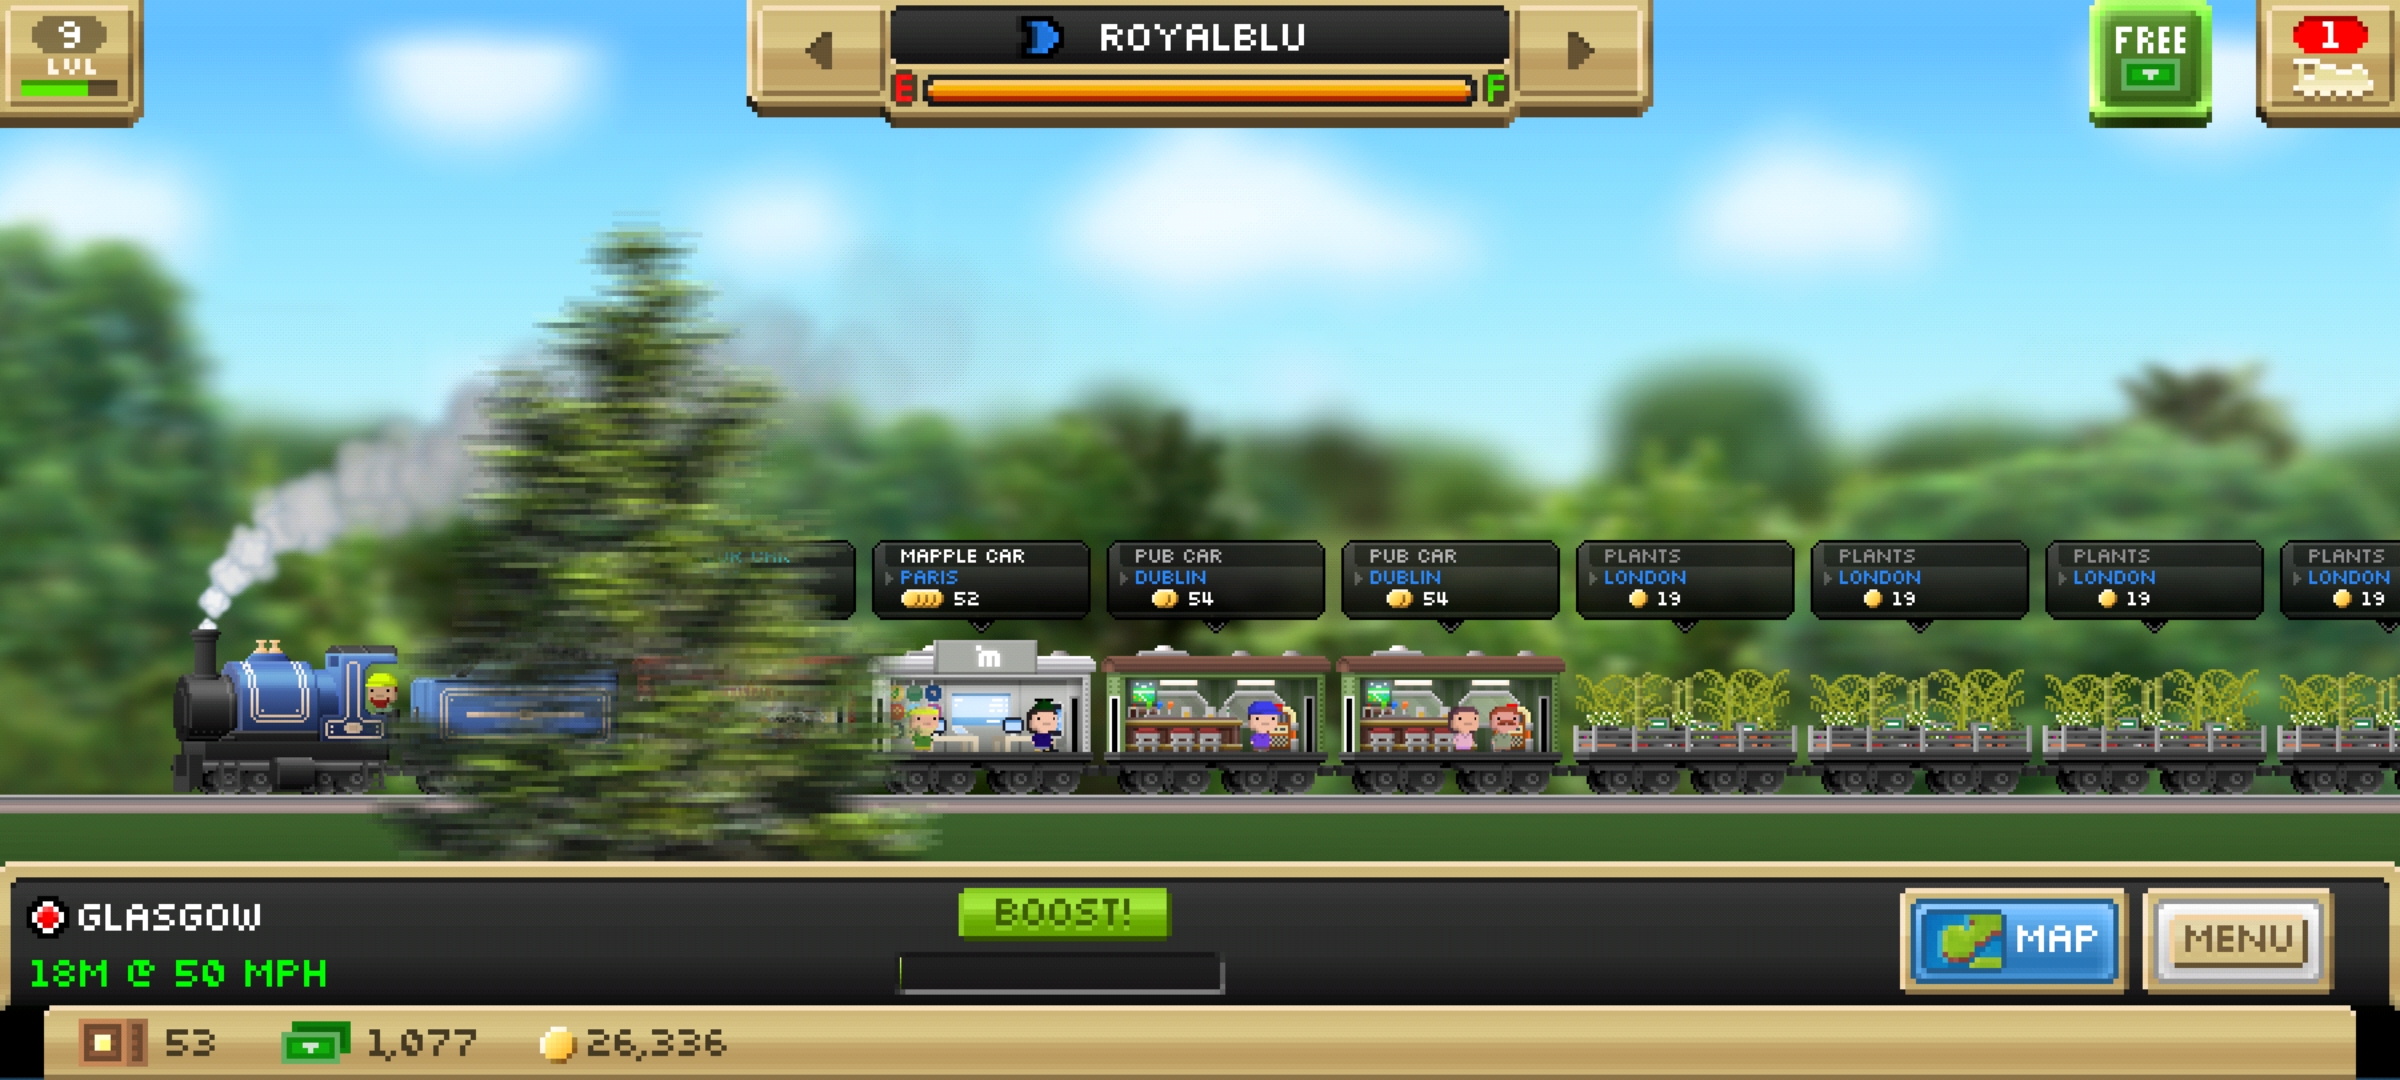 9
LVL
ROYALBLU
E F
FREE
1
MAPPLE CAR
PARIS
52
PUB CAR
DUBLIN
54
PUB CAR
DUBLIN
54
PLANTS
LONDON
19
PLANTS
LONDON
19
PLANTS
LONDON
19
PLANTS
LONDON
19
m
GLASGOW
18M @ 50 MPH
BOOST!
MAP
MENU
53
1,077
26,336